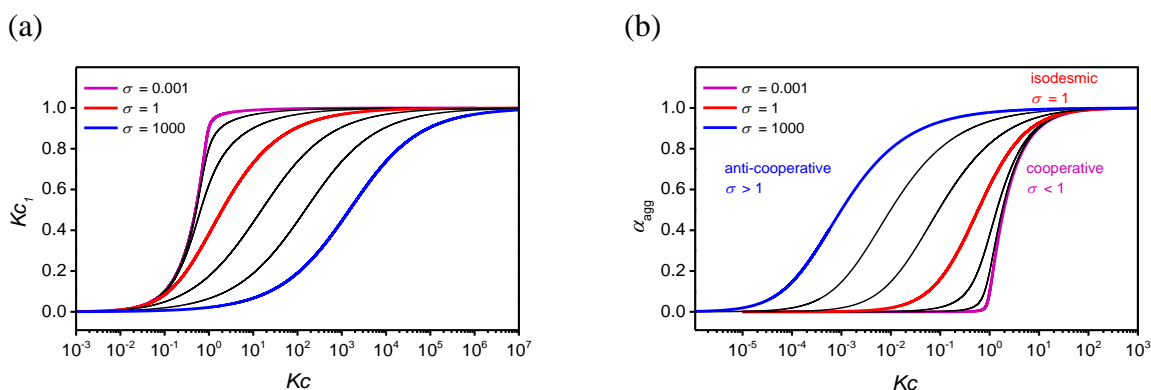 (a)
(b)
σ = 0.001
σ = 1
σ = 1000
1.0
0.8
0.6
0.4
0.2
0.0
Kc₁
10⁻³ 10⁻² 10⁻¹ 10⁰ 10¹ 10² 10³ 10⁴ 10⁵ 10⁶ 10⁷
Kc
σ = 0.001
σ = 1
σ = 1000
isodesmic
σ = 1
anti-cooperative
σ > 1
cooperative
σ < 1
1.0
0.8
0.6
0.4
0.2
0.0
α_agg
10⁻⁵ 10⁻⁴ 10⁻³ 10⁻² 10⁻¹ 10⁰ 10¹ 10² 10³
Kc